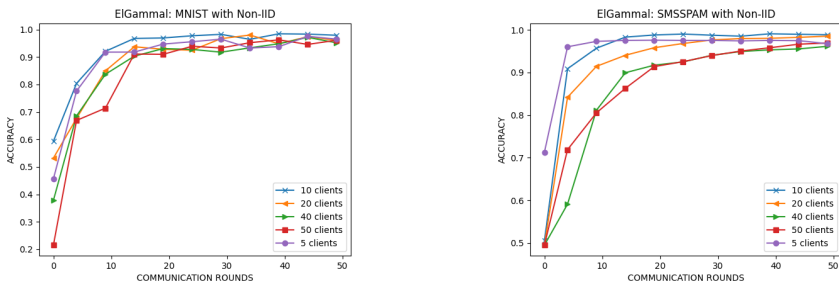 ElGammal: MNIST with Non-IID
1.0
0.9
0.8
0.7
0.6
0.5
0.4
0.3
0.2
ACCURACY
0
10
20
30
40
50
COMMUNICATION ROUNDS
10 clients
20 clients
40 clients
50 clients
5 clients
ElGammal: SMSSPAM with Non-IID
1.0
0.9
0.8
0.7
0.6
0.5
ACCURACY
0
10
20
30
40
50
COMMUNICATION ROUNDS
10 clients
20 clients
40 clients
50 clients
5 clients